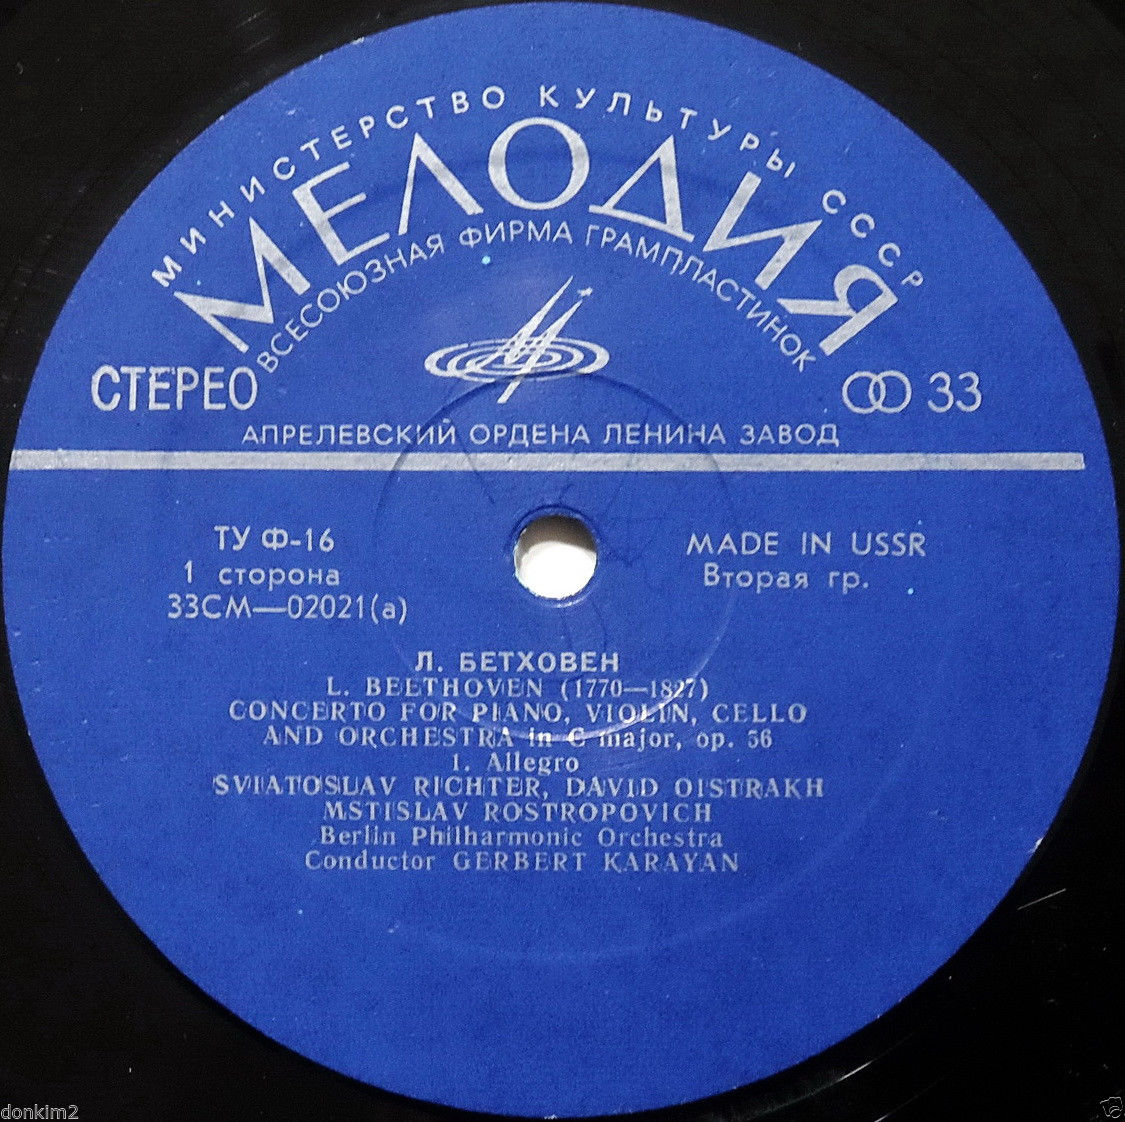 МИНИСТЕРСТВО КУЛЬТУРЫ СССР
МЕЛОДИЯ
ВСЕСОЮЗНАЯ ФИРМА ГРАМПЛАСТИНОК
СТЕРЕО
33
АПРЕЛЕВСКИЙ ОРДЕНА ЛЕНИНА ЗАВОД
ТУ Ф-16
1 сторона
33СМ—02021(а)
MADE IN USSR
Вторая гр.
Л. БЕТХОВЕН
L. BEETHOVEN (1770—1827)
CONCERTO FOR PIANO, VIOLIN, CELLO
AND ORCHESTRA in C major, op. 56
1. Allegro
SVIATOSLAV RICHTER, DAVID OISTRAKH
MSTISLAV ROSTROPOVICH
Berlin Philharmonic Orchestra
Conductor GERBERT KARAYAN
donkim2